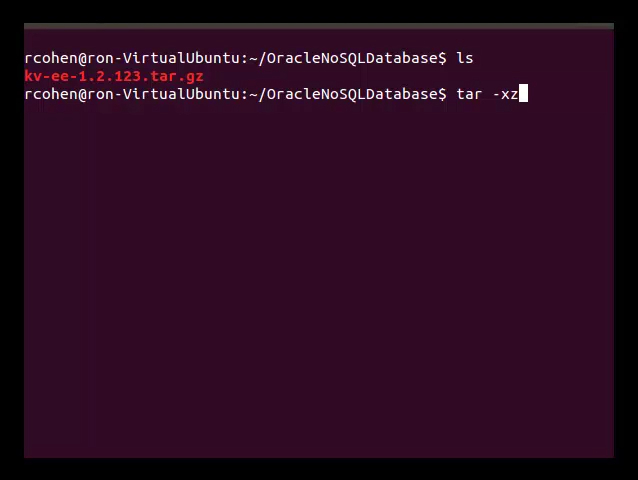 rcohen@ron-VirtualUbuntu:~/OracleNoSQLDatabase$ ls
kv-ee-1.2.123.tar.gz
rcohen@ron-VirtualUbuntu:~/OracleNoSQLDatabase$ tar -xz